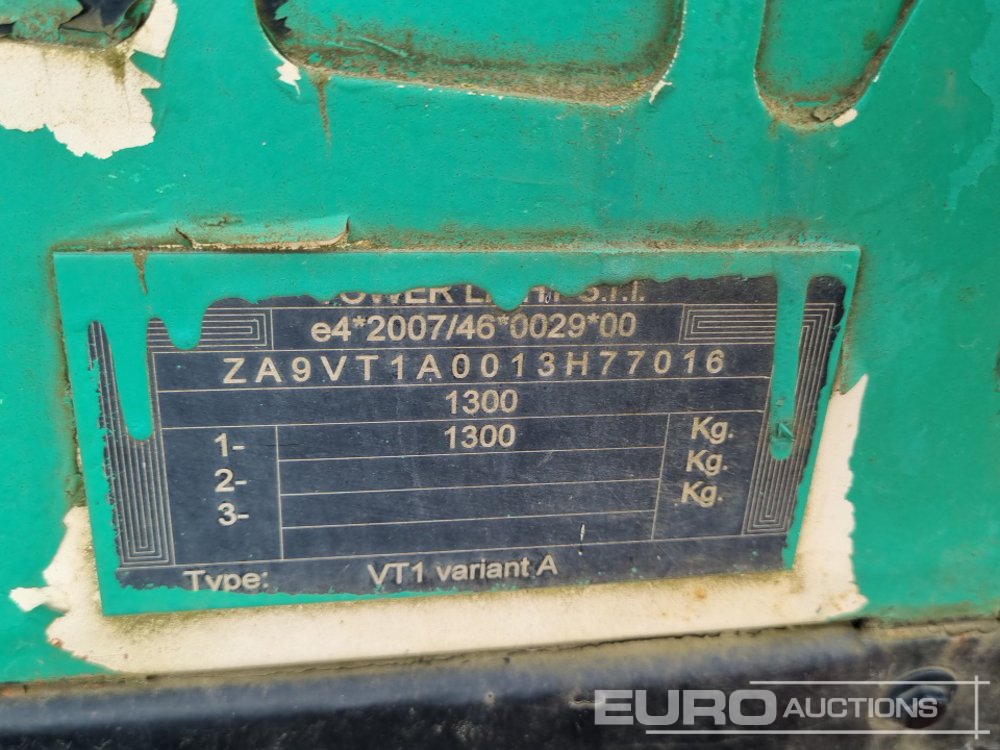 e4*2007/46*0029*00
ZA9VT1A0013H77016
1300
1- 1300 Kg.
2- Kg.
3- Kg.
Type: VT1 variant A
EURO AUCTIONS